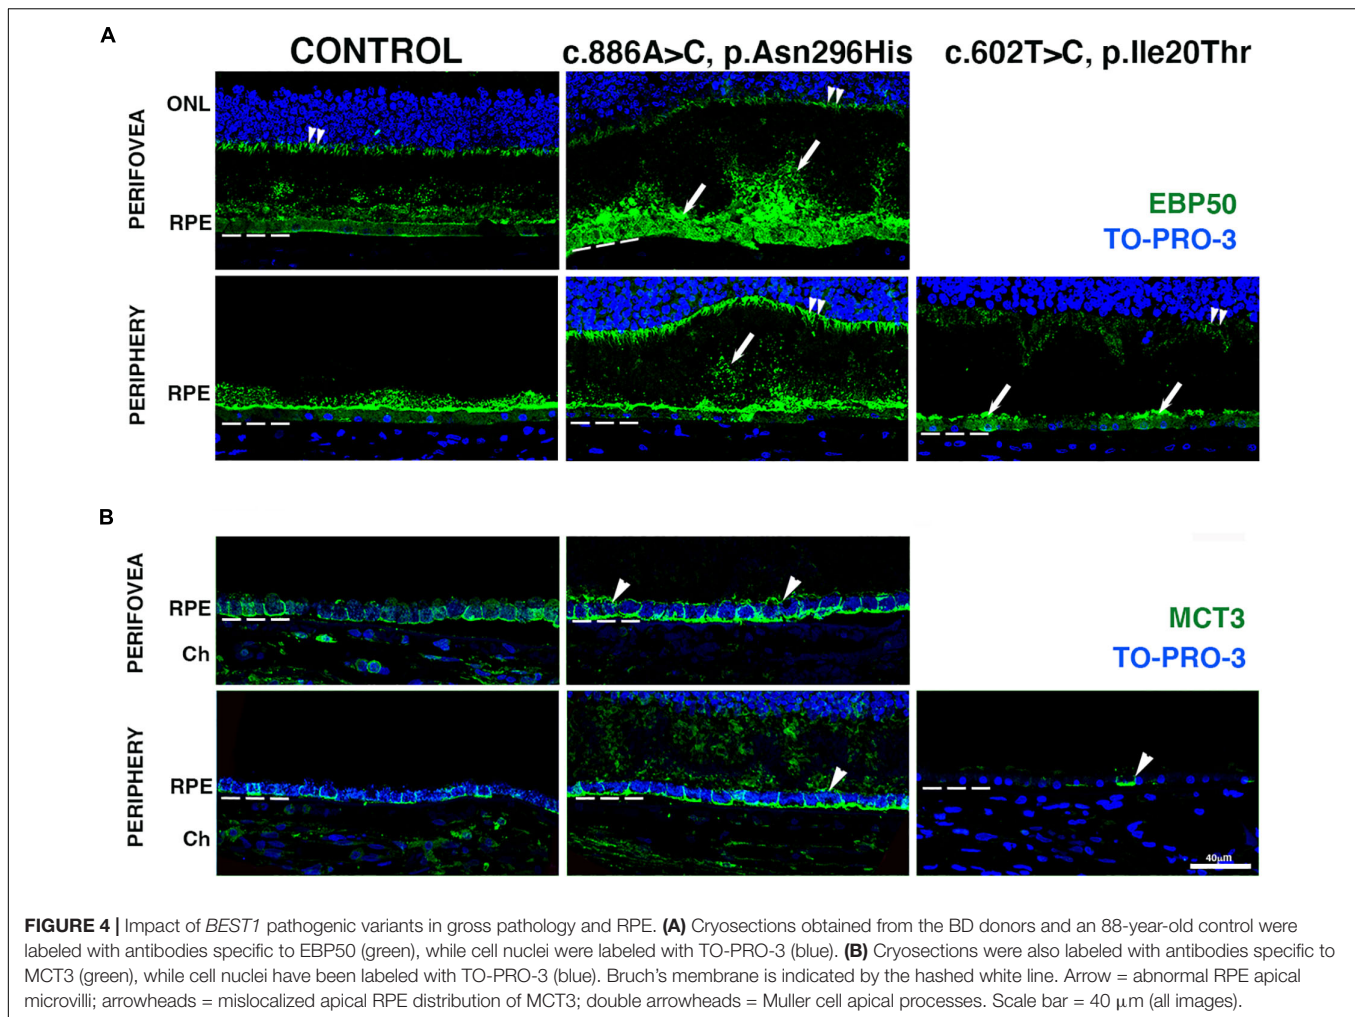 A
CONTROL
c.886A>C, p.Asn296His
c.602T>C, p.Ile20Thr
PERIFOVEA
ONL
RPE
EBP50
TO-PRO-3
PERIPHERY
RPE
B
PERIFOVEA
RPE
Ch
MCT3
TO-PRO-3
PERIPHERY
RPE
Ch
40µm
FIGURE 4 | Impact of BEST1 pathogenic variants in gross pathology and RPE. (A) Cryosections obtained from the BD donors and an 88-year-old control were
labeled with antibodies specific to EBP50 (green), while cell nuclei were labeled with TO-PRO-3 (blue). (B) Cryosections were also labeled with antibodies specific to
MCT3 (green), while cell nuclei have been labeled with TO-PRO-3 (blue). Bruch's membrane is indicated by the hashed white line. Arrow = abnormal RPE apical
microvilli; arrowheads = mislocalized apical RPE distribution of MCT3; double arrowheads = Muller cell apical processes. Scale bar = 40 µm (all images).